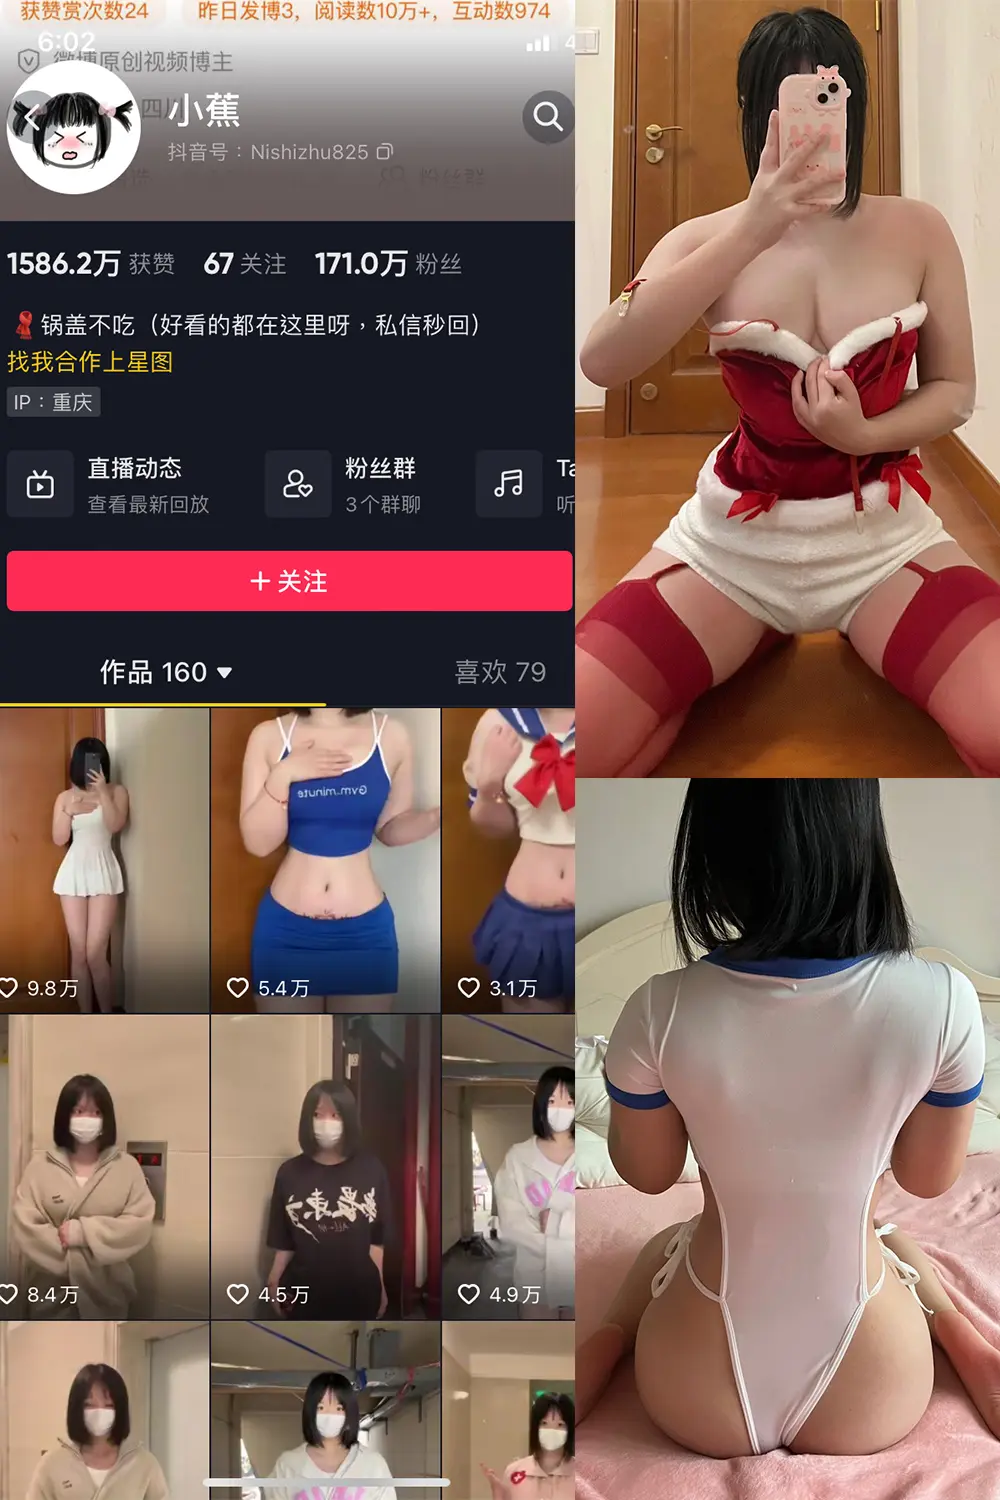 获赞赏次数24 昨日发博3，阅读数10万+，互动数974
6:02
微博原创视频博主
四川
小蕉
抖音号：Nishizhu825
粉丝群
1586.2万 获赞 67 关注 171.0万 粉丝
锅盖不吃（好看的都在这里呀，私信秒回）
找我合作上星图
IP：重庆
直播动态 粉丝群 Ta
查看最新回放 3个群聊 听
+ 关注
作品 160 喜欢 79
Gym.minute
9.8万 5.4万 3.1万
8.4万 4.5万 4.9万